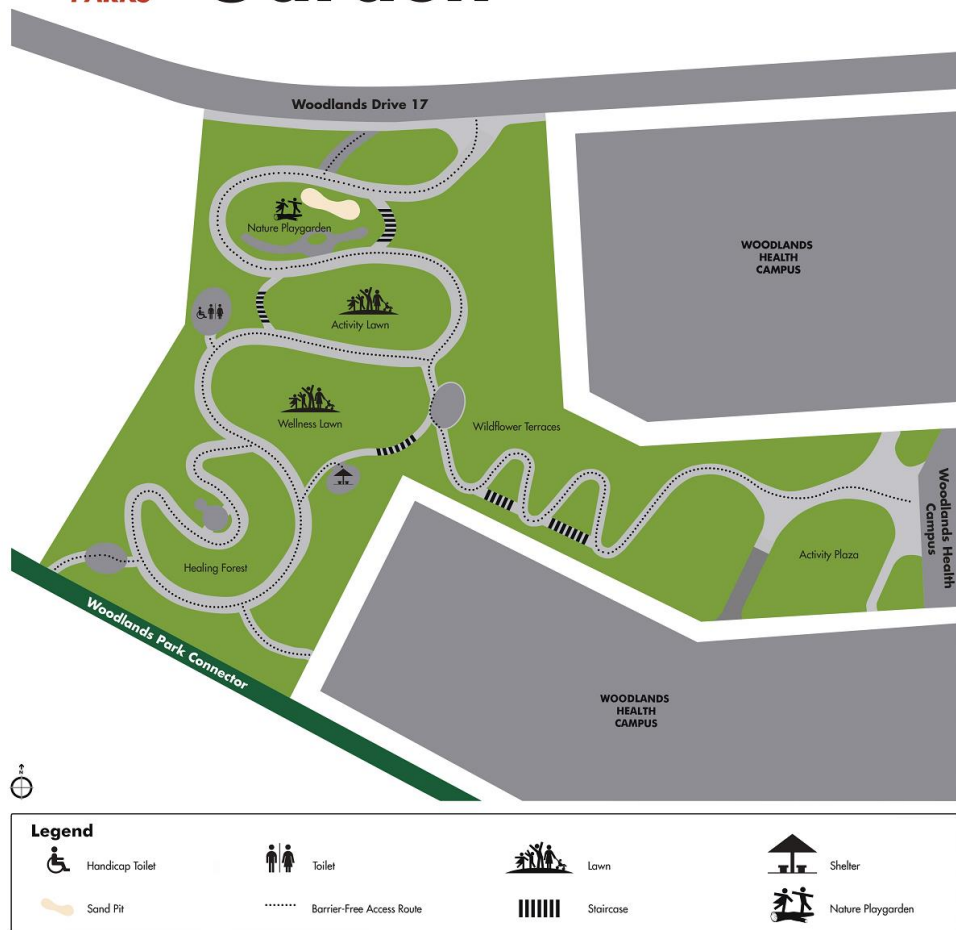 PARKS
Garden
Woodlands Drive 17
Nature Playgarden
WOODLANDS
HEALTH
CAMPUS
Activity Lawn
Wellness Lawn
Wildflower Terraces
Woodlands Health
Campus
Activity Plaza
Healing Forest
Woodlands Park Connector
WOODLANDS
HEALTH
CAMPUS
N
Legend
Handicap Toilet
Toilet
Lawn
Shelter
Sand Pit
Barrier-Free Access Route
Staircase
Nature Playgarden